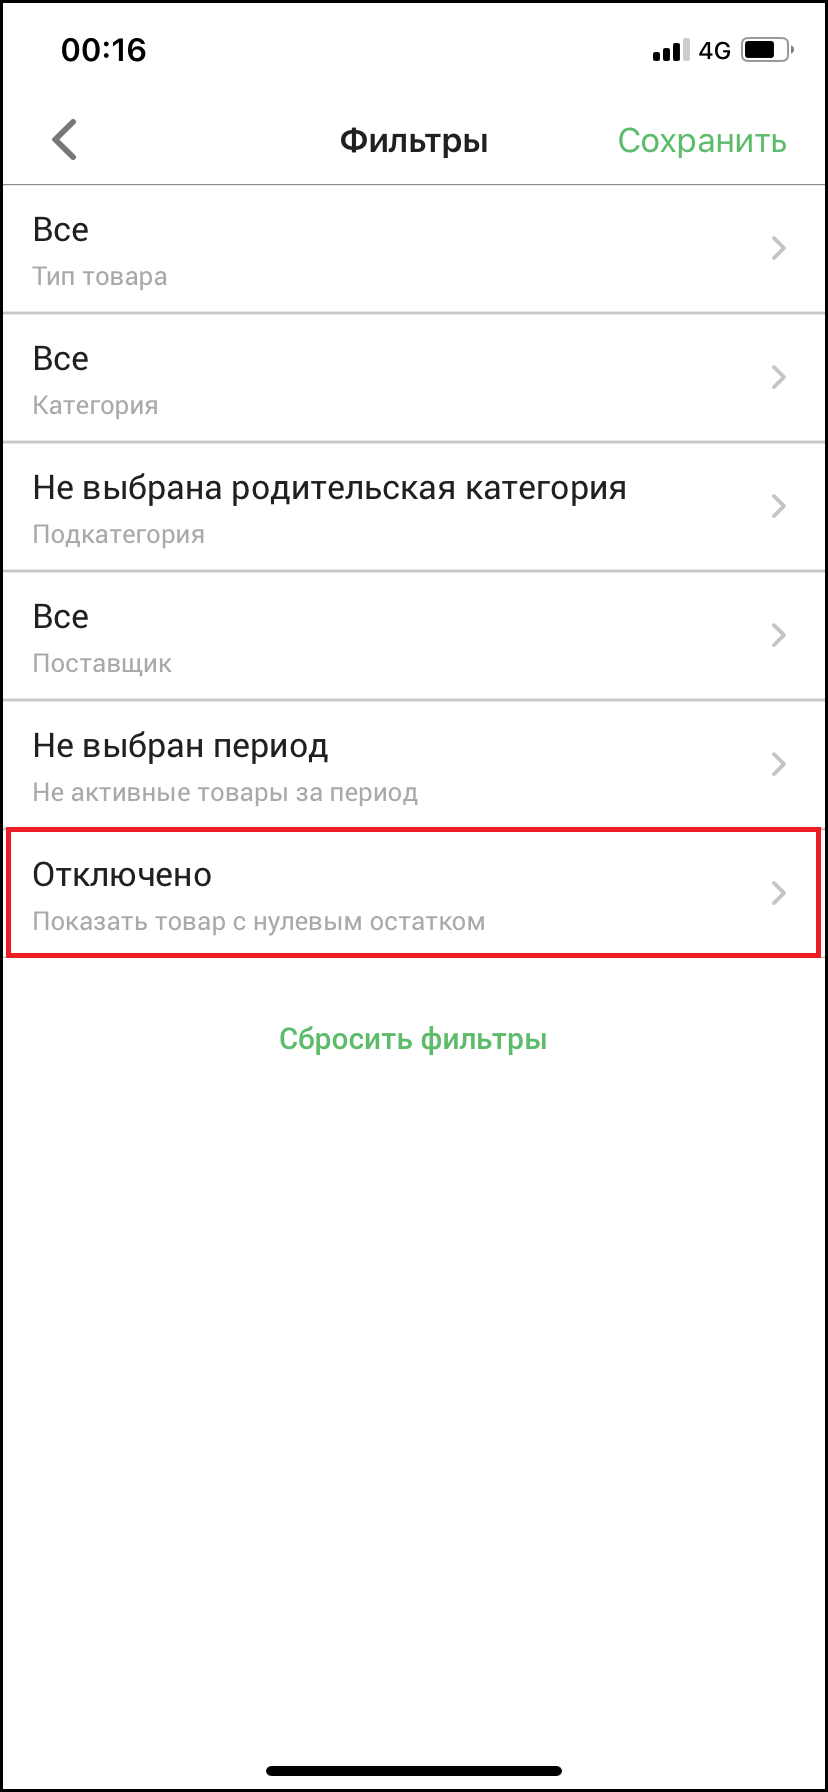 00:16
4G
Фильтры
Сохранить
Все
Тип товара
Все
Категория
Не выбрана родительская категория
Подкатегория
Все
Поставщик
Не выбран период
Не активные товары за период
Отключено
Показать товар с нулевым остатком
Сбросить фильтры